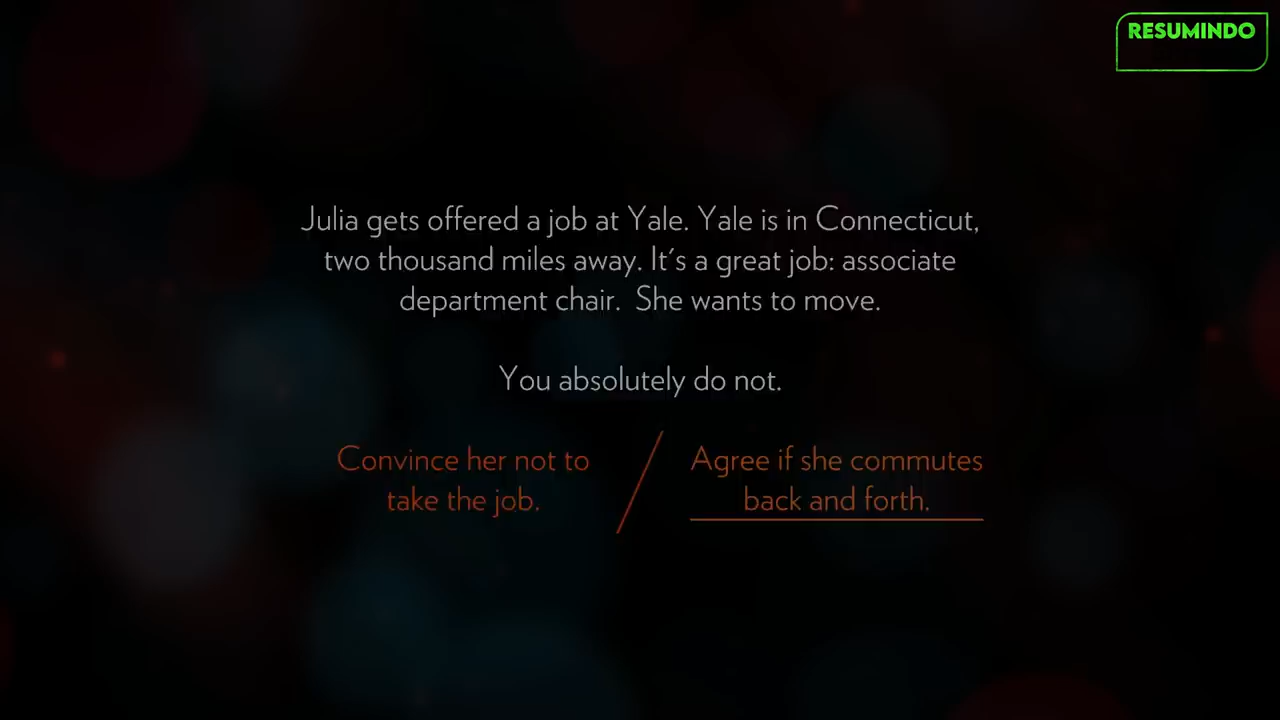 RESUMINDO
Julia gets offered a job at Yale. Yale is in Connecticut,
two thousand miles away. It's a great job: associate
department chair.  She wants to move.
You absolutely do not.
Convince her not to
take the job.
Agree if she commutes
back and forth.